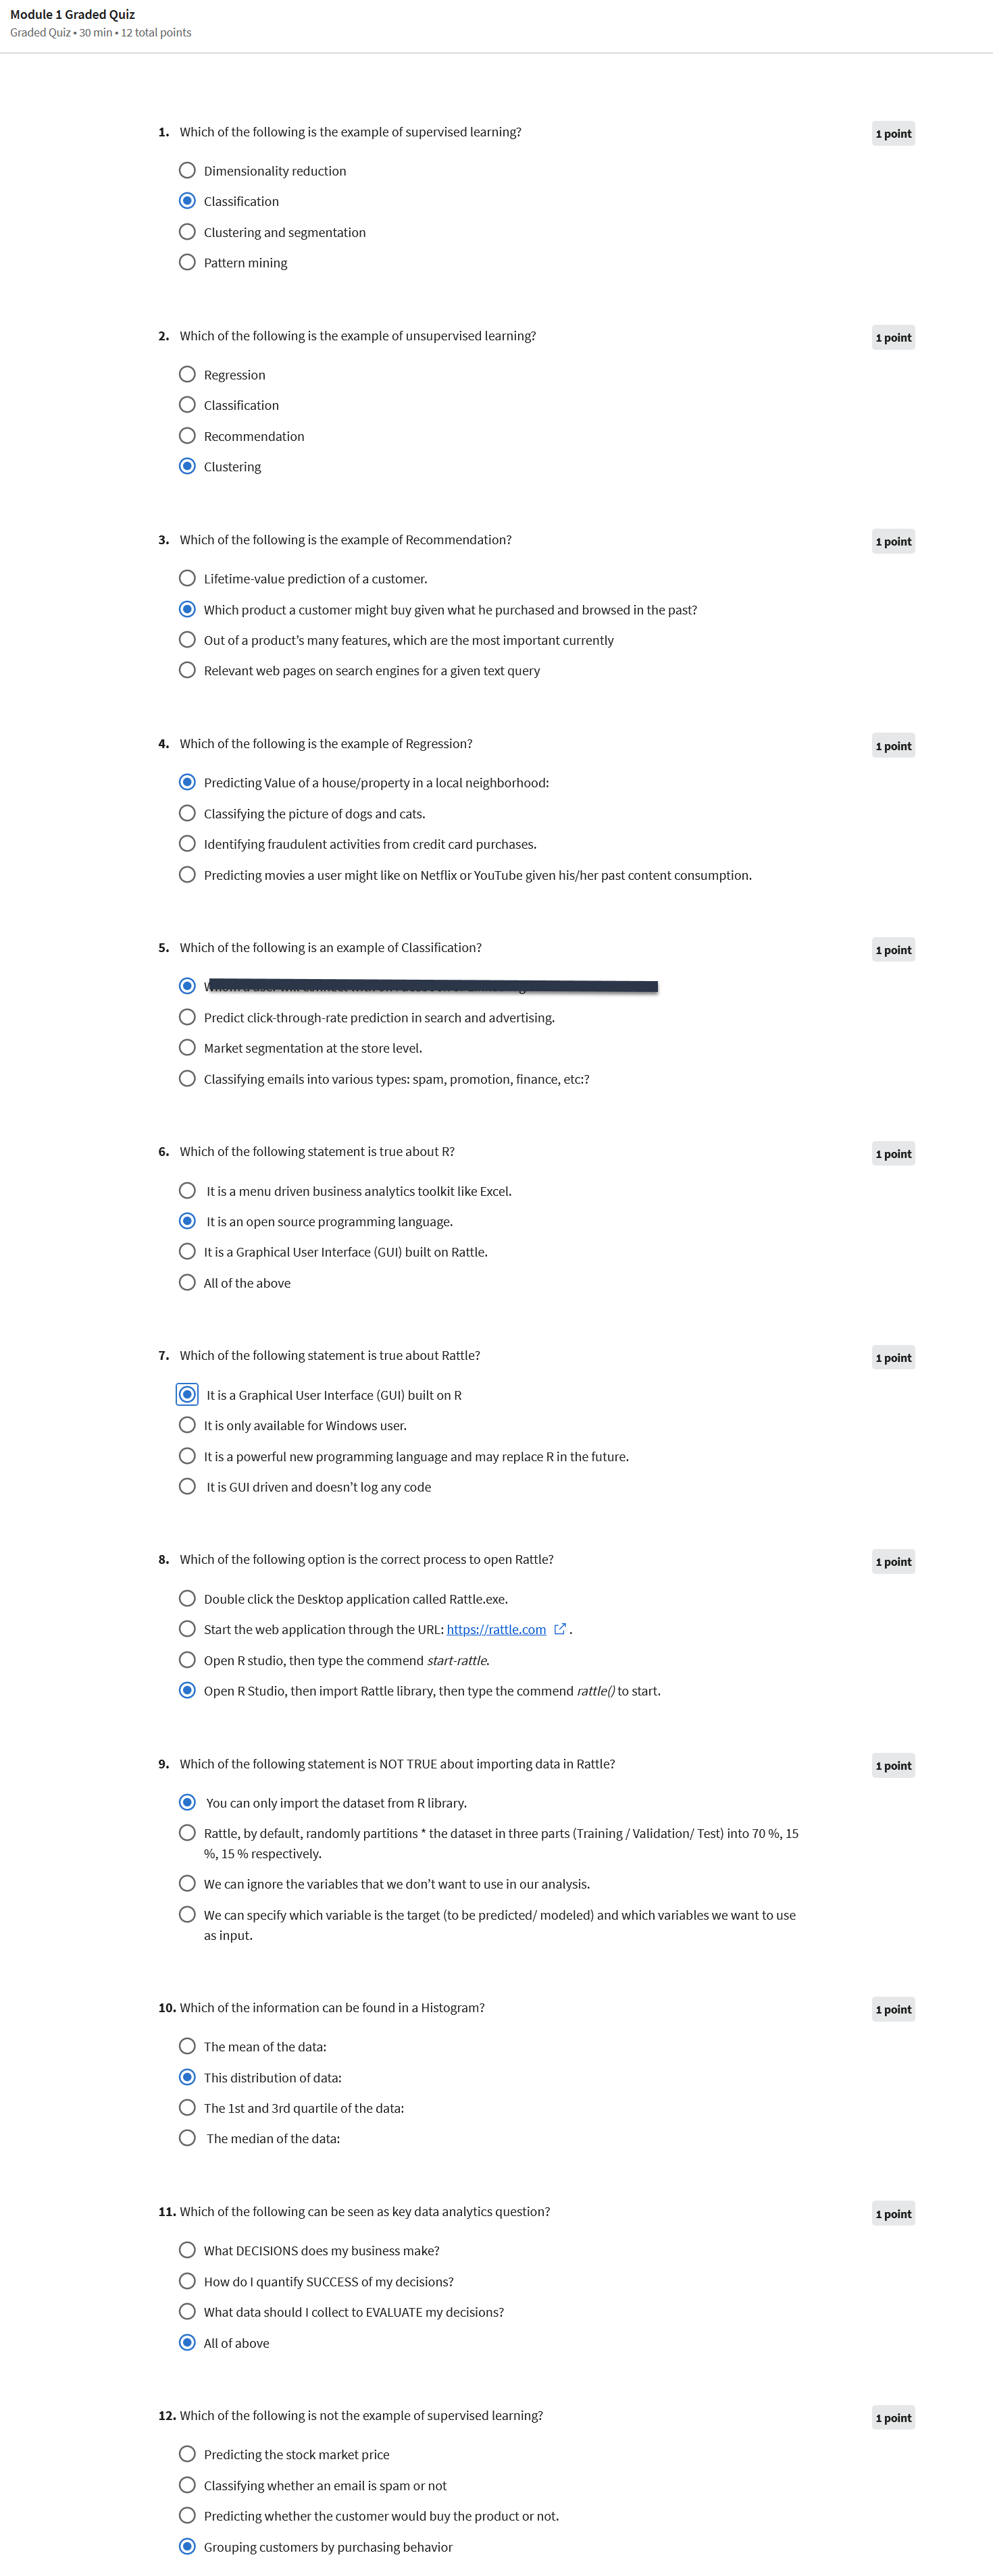 Module 1 Graded Quiz
Graded Quiz • 30 min • 12 total points
1. Which of the following is the example of supervised learning?
1 point
Dimensionality reduction
Classification
Clustering and segmentation
Pattern mining
2. Which of the following is the example of unsupervised learning?
1 point
Regression
Classification
Recommendation
Clustering
3. Which of the following is the example of Recommendation?
1 point
Lifetime-value prediction of a customer.
Which product a customer might buy given what he purchased and browsed in the past?
Out of a product’s many features, which are the most important currently
Relevant web pages on search engines for a given text query
4. Which of the following is the example of Regression?
1 point
Predicting Value of a house/property in a local neighborhood:
Classifying the picture of dogs and cats.
Identifying fraudulent activities from credit card purchases.
Predicting movies a user might like on Netflix or YouTube given his/her past content consumption.
5. Which of the following is an example of Classification?
1 point
Predict click-through-rate prediction in search and advertising.
Market segmentation at the store level.
Classifying emails into various types: spam, promotion, finance, etc:?
6. Which of the following statement is true about R?
1 point
It is a menu driven business analytics toolkit like Excel.
It is an open source programming language.
It is a Graphical User Interface (GUI) built on Rattle.
All of the above
7. Which of the following statement is true about Rattle?
1 point
It is a Graphical User Interface (GUI) built on R
It is only available for Windows user.
It is a powerful new programming language and may replace R in the future.
It is GUI driven and doesn’t log any code
8. Which of the following option is the correct process to open Rattle?
1 point
Double click the Desktop application called Rattle.exe.
Start the web application through the URL: https://rattle.com .
Open R studio, then type the commend start-rattle.
Open R Studio, then import Rattle library, then type the commend rattle() to start.
9. Which of the following statement is NOT TRUE about importing data in Rattle?
1 point
You can only import the dataset from R library.
Rattle, by default, randomly partitions * the dataset in three parts (Training / Validation/ Test) into 70 %, 15
%, 15 % respectively.
We can ignore the variables that we don’t want to use in our analysis.
We can specify which variable is the target (to be predicted/ modeled) and which variables we want to use
as input.
10. Which of the information can be found in a Histogram?
1 point
The mean of the data:
This distribution of data:
The 1st and 3rd quartile of the data:
The median of the data:
11. Which of the following can be seen as key data analytics question?
1 point
What DECISIONS does my business make?
How do I quantify SUCCESS of my decisions?
What data should I collect to EVALUATE my decisions?
All of above
12. Which of the following is not the example of supervised learning?
1 point
Predicting the stock market price
Classifying whether an email is spam or not
Predicting whether the customer would buy the product or not.
Grouping customers by purchasing behavior